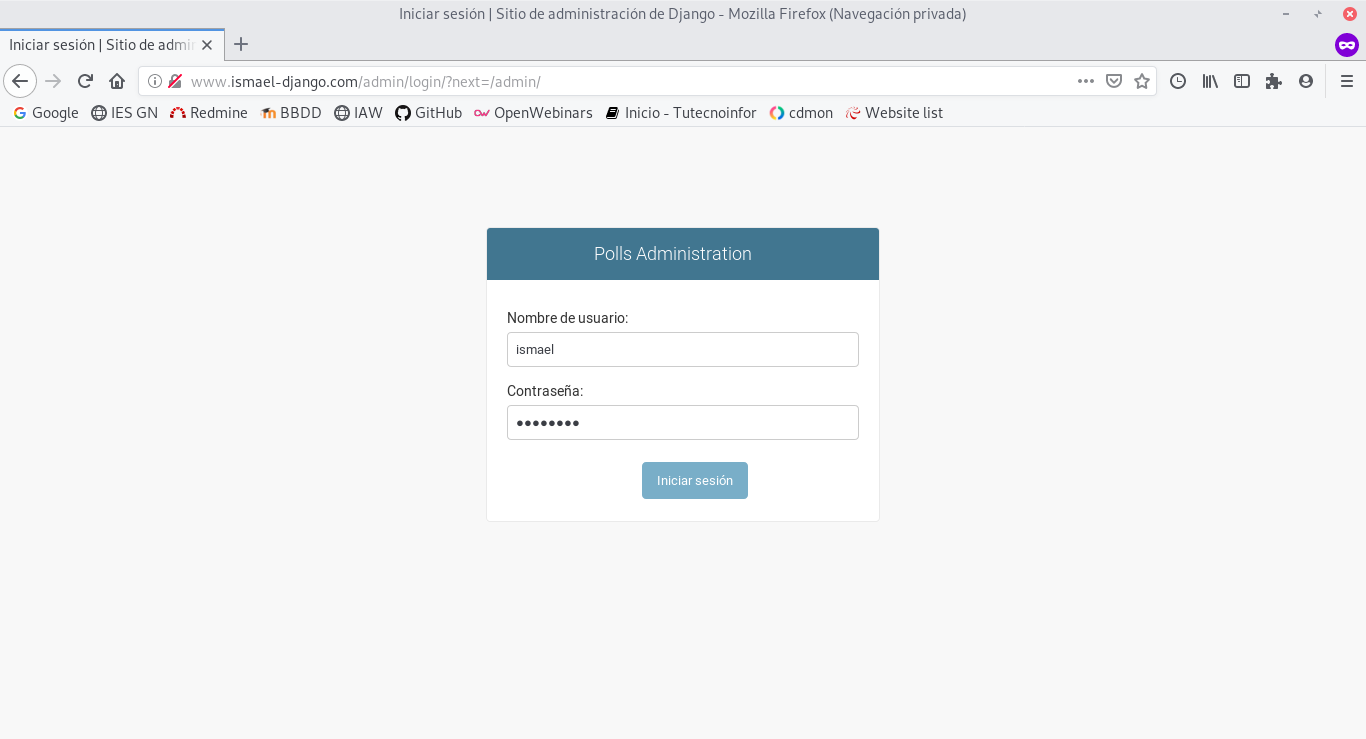 Iniciar sesión | Sitio de administración de Django - Mozilla Firefox (Navegación privada)
Iniciar sesión | Sitio de admin
www.ismael-django.com/admin/login/?next=/admin/
Google IES GN Redmine BBDD IAW GitHub OpenWebinars Inicio - Tutecnoinfor cdmon Website list
Polls Administration
Nombre de usuario:
ismael
Contraseña:
••••••••
Iniciar sesión